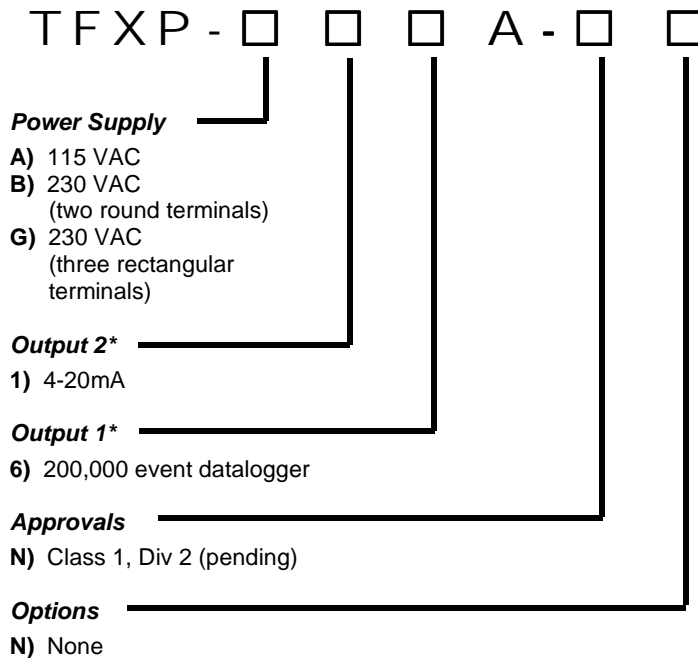 TFXP-□ □ □ A-□ □
Power Supply
A) 115 VAC
B) 230 VAC
(two round terminals)
G) 230 VAC
(three rectangular
terminals)
Output 2*
1) 4-20mA
Output 1*
6) 200,000 event datalogger
Approvals
N) Class 1, Div 2 (pending)
Options
N) None